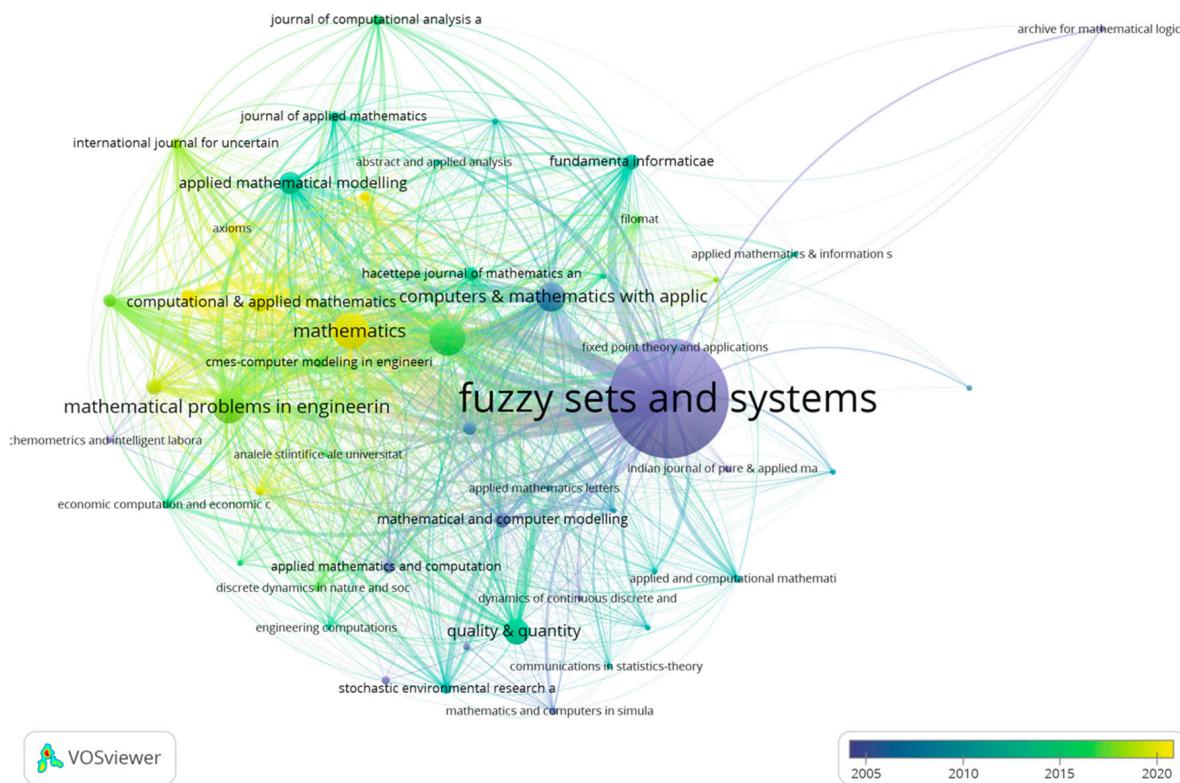 journal of computational analysis a
archive for mathematical logic
journal of applied mathematics
international journal for uncertain
abstract and applied analysis
fundamenta informaticae
applied mathematical modelling
filomat
axioms
applied mathematics & information s
hacettepe journal of mathematics an
computational & applied mathematics
computers & mathematics with applic
mathematics
fixed point theory and applications
cmes-computer modeling in engineeri
fuzzy sets and systems
mathematical problems in engineerin
chemometrics and intelligent labora
analele stiintifice ale universitat
indian journal of pure & applied ma
applied mathematics letters
economic computation and economic c
mathematical and computer modelling
applied mathematics and computation
applied and computational mathemati
discrete dynamics in nature and soc
dynamics of continuous discrete and
engineering computations
quality & quantity
communications in statistics-theory
stochastic environmental research a
mathematics and computers in simula
VOSviewer
2005 2010 2015 2020